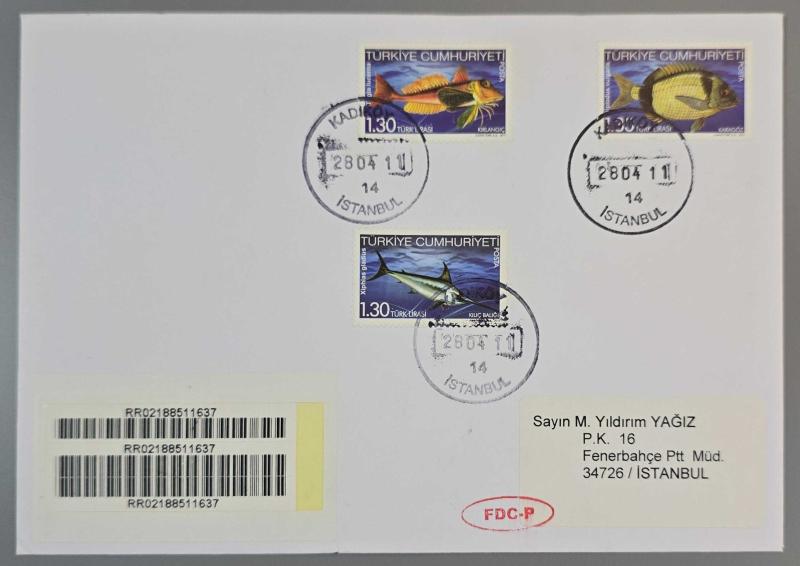 TÜRKİYE CUMHURİYETİ
POSTA
1.30 TÜRK LİRASI
KIRLANGIÇ
KADIKÖY
28 04 11
14
İSTANBUL
TÜRKİYE CUMHURİYETİ
POSTA
TÜRK LİRASI
KARAGÖZ
28 04 11
14
İSTANBUL
TÜRKİYE CUMHURİYETİ
POSTA
Xiphias gladius
1.30 TÜRK LİRASI
KILIÇ BALIĞI
28 04 11
14
İSTANBUL
RR02188511637
RR02188511637
RR02188511637
Sayın M. Yıldırım YAĞIZ
P.K. 16
Fenerbahçe Ptt Müd.
34726 / İSTANBUL
FDC-P